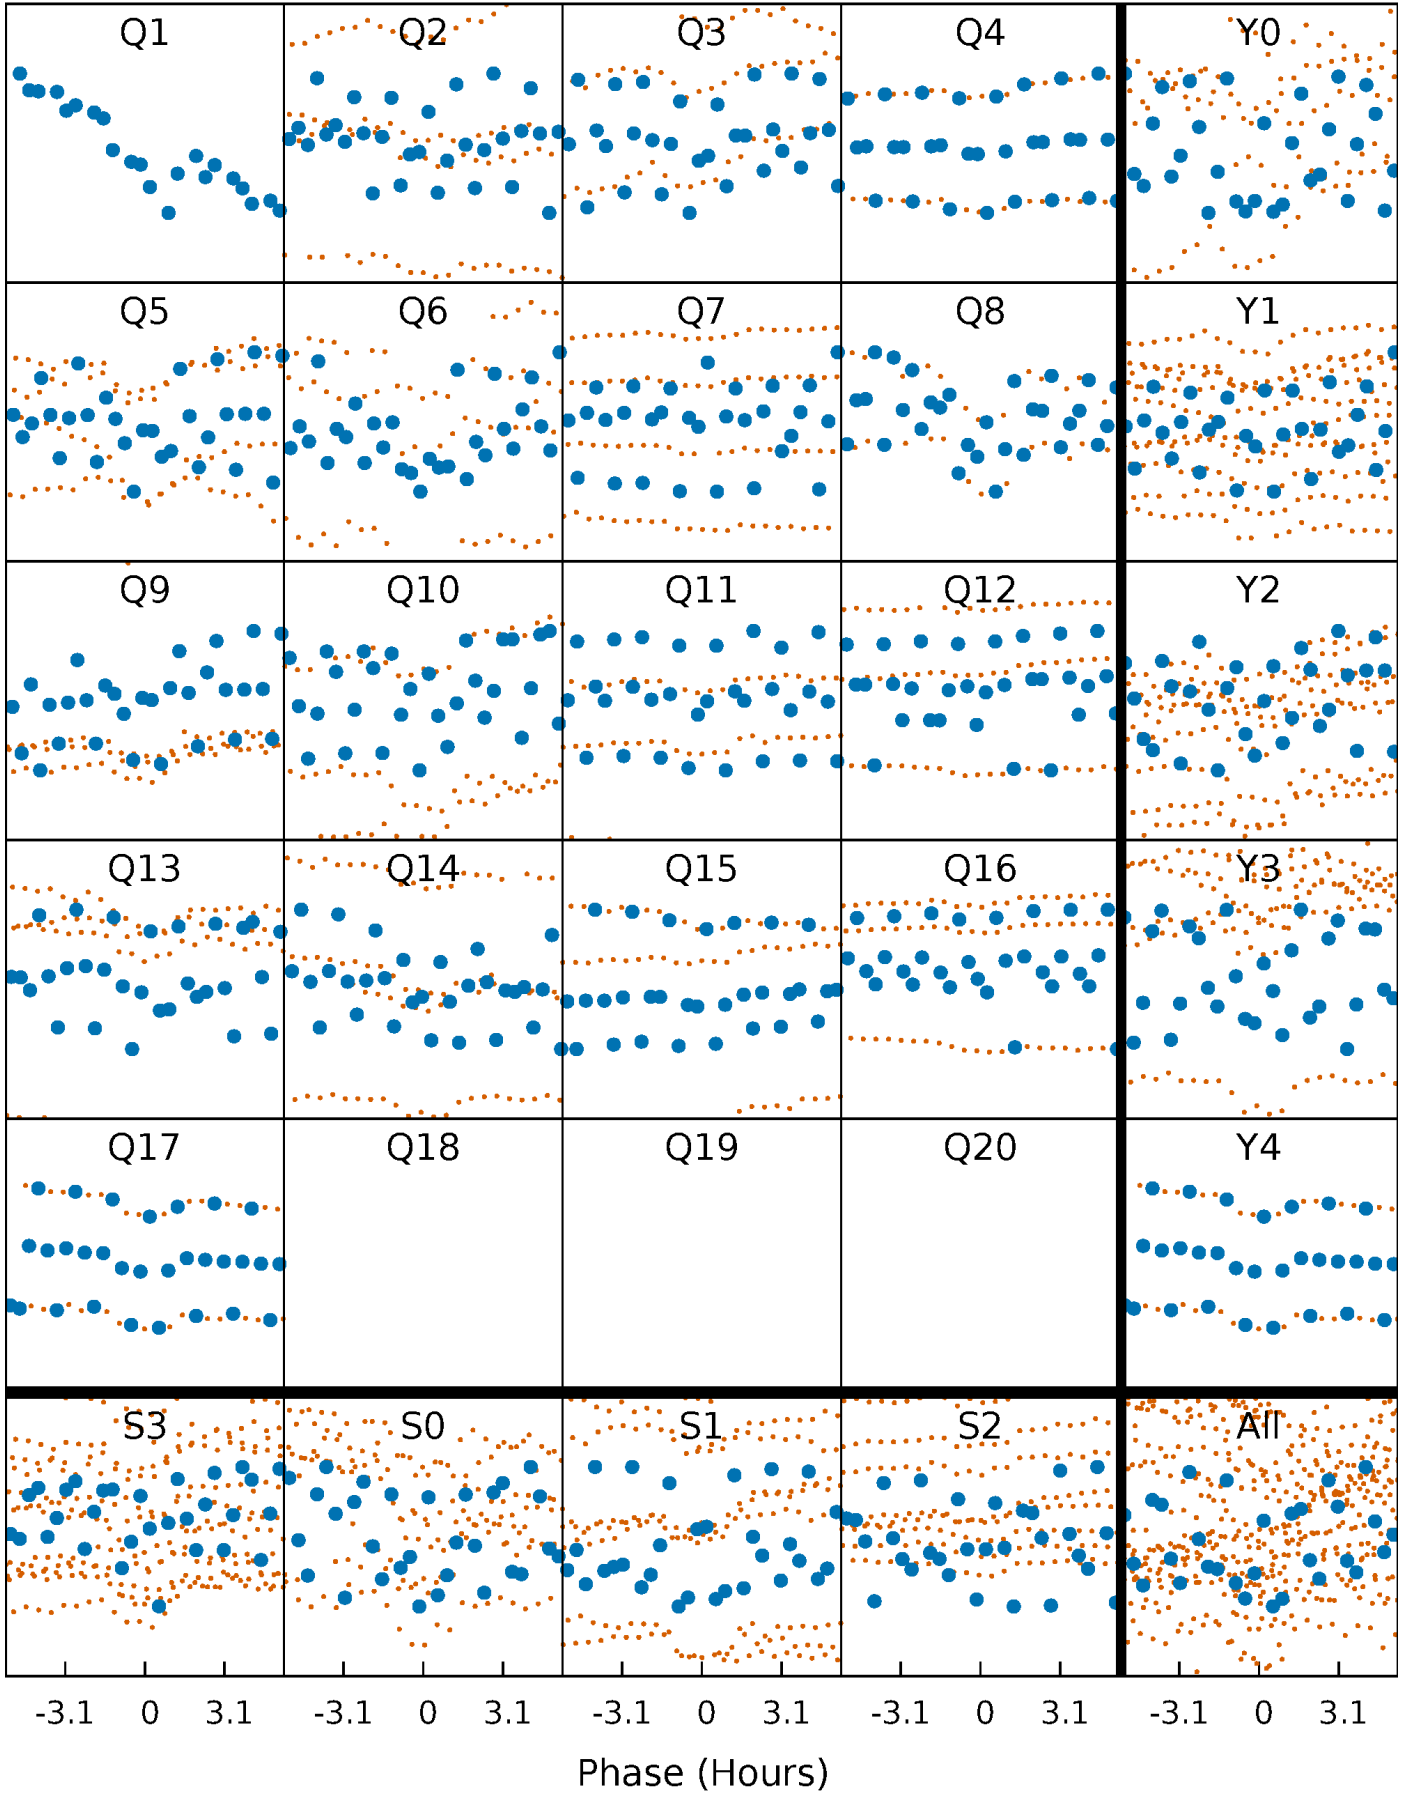 Q1 Q2 Q3 Q4 Y0
Q5 Q6 Q7 Q8 Y1
Q9 Q10 Q11 Q12 Y2
Q13 Q14 Q15 Q16 Y3
Q17 Q18 Q19 Q20 Y4
S3 S0 S1 S2 All
-3.1 0 3.1 -3.1 0 3.1 -3.1 0 3.1 -3.1 0 3.1 -3.1 0 3.1
Phase (Hours)